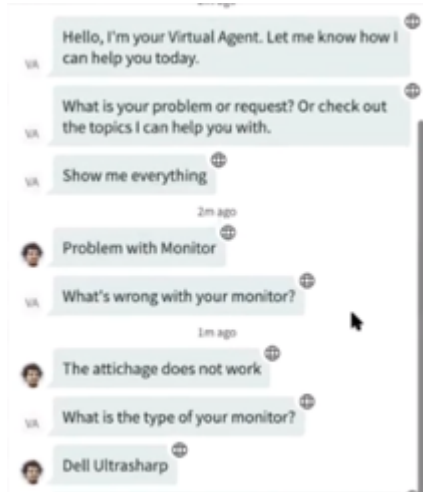 Hello, I'm your Virtual Agent. Let me know how I
can help you today.
VA
What is your problem or request? Or check out
the topics I can help you with.
VA
Show me everything
VA
2m ago
Problem with Monitor
What's wrong with your monitor?
VA
1m ago
The attichage does not work
What is the type of your monitor?
VA
Dell Ultrasharp